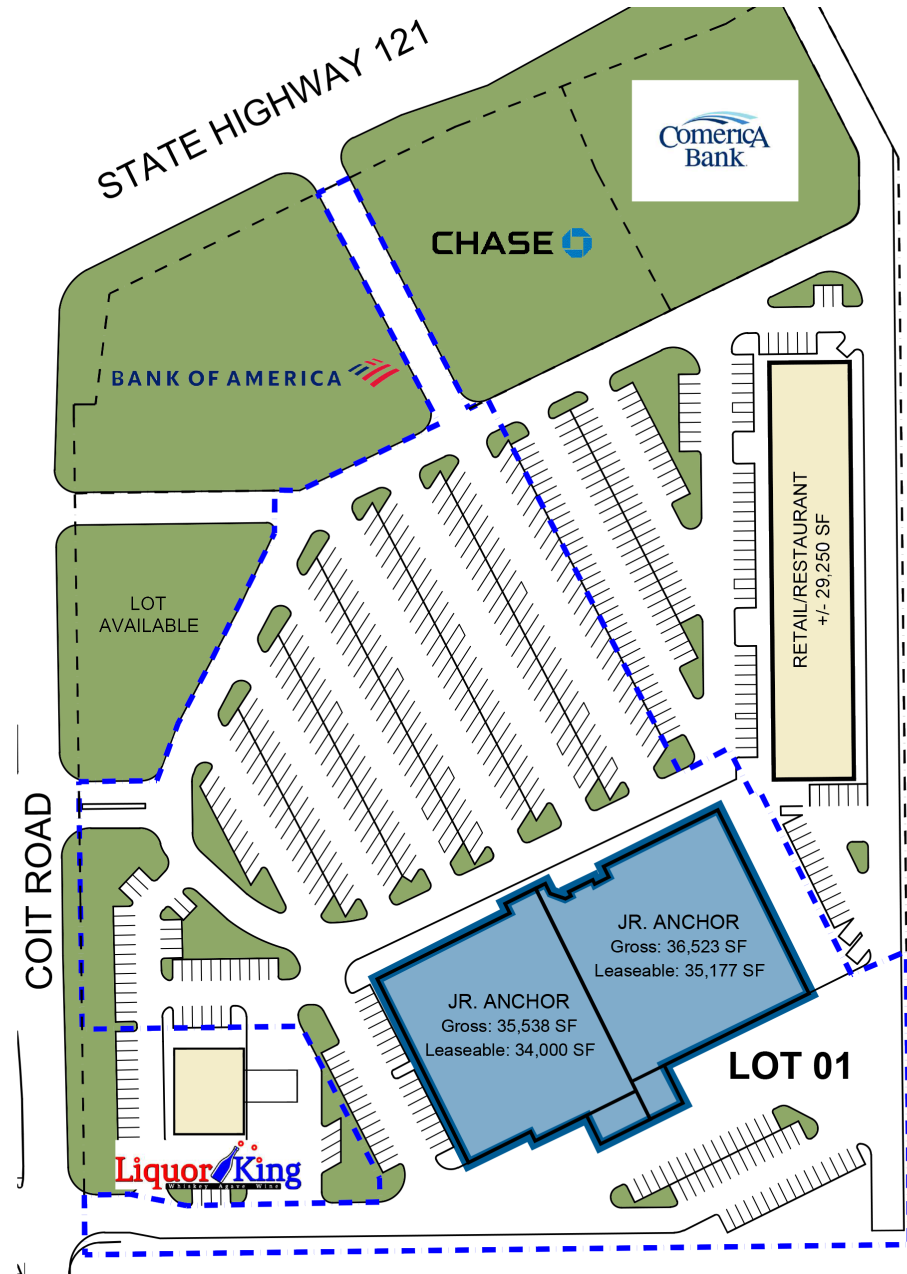 STATE HIGHWAY 121
ComericA
Bank
CHASE
BANK OF AMERICA
RETAIL/RESTAURANT
+/- 29,250 SF
LOT
AVAILABLE
COIT ROAD
JR. ANCHOR
Gross: 36,523 SF
Leaseable: 35,177 SF
JR. ANCHOR
Gross: 35,538 SF
Leaseable: 34,000 SF
LOT 01
Liquor King
Whiskey Agave Wine